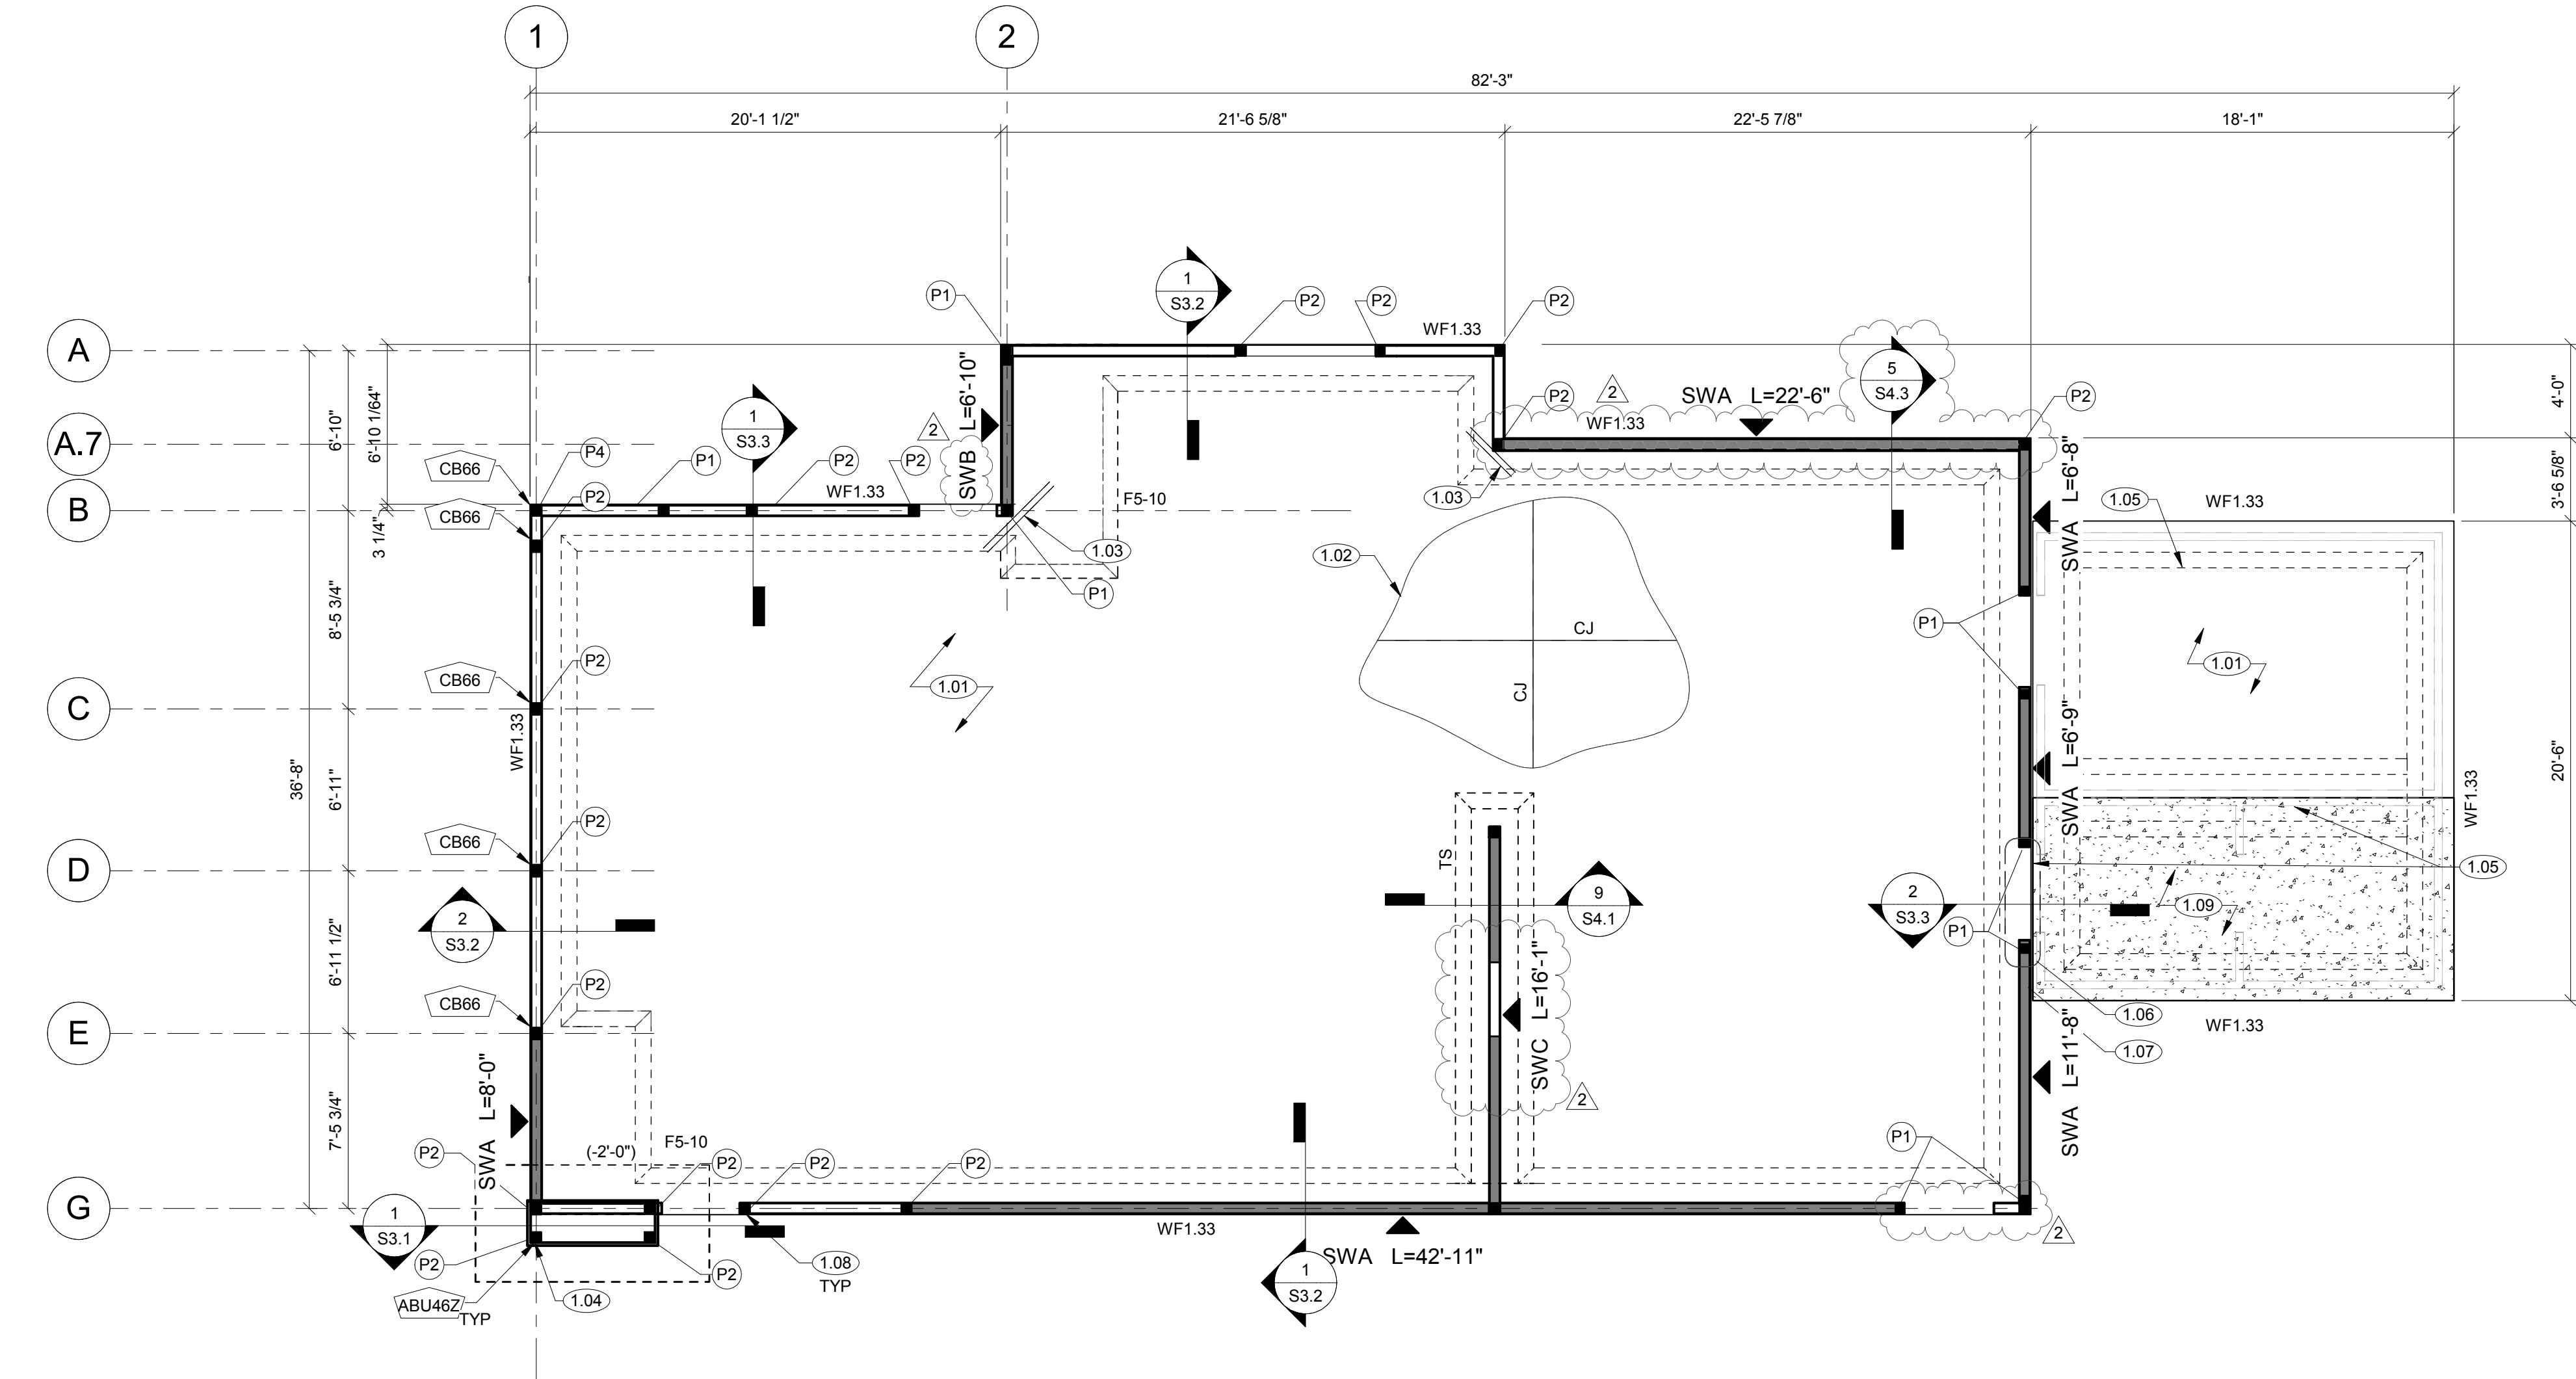 1
2
82'-3"
20'-1 1/2"
21'-6 5/8"
22'-5 7/8"
18'-1"
1
S3.2
P1
P2
P2
P2
WF1.33
A
5
S4.3
4'-0"
6'-10"
6'-10 1/64"
1
S3.3
SWB L=6'-10"
2
P2
2
SWA L=22'-6"
WF1.33
P2
A.7
CB66
P4
P1
P2
P2
WF1.33
1.03
SWA L=6'-8"
1.05
WF1.33
3'-6 5/8"
B
CB66
P2
F5-10
3 1/4"
1.03
1.02
P1
8'-5 3/4"
P1
CJ
CJ
CB66
P2
1.01
1.01
C
WF1.33
36'-8"
6'-11"
SWA L=6'-9"
WF1.33
20'-6"
CB66
P2
D
TS
1.05
2
S3.2
9
S4.1
2
S3.3
1.09
P1
6'-11 1/2"
CB66
P2
SWC L=16'-1"
1.06
WF1.33
E
1.07
SWA L=8'-0"
2
SWA L=11'-8"
7'-5 3/4"
P2
(-2'-0")
F5-10
P2
P2
P2
P1
G
1
S3.1
WF1.33
2
P2
P2
1.08
TYP
SWA L=42'-11"
1
S3.2
ABU46Z
TYP
1.04